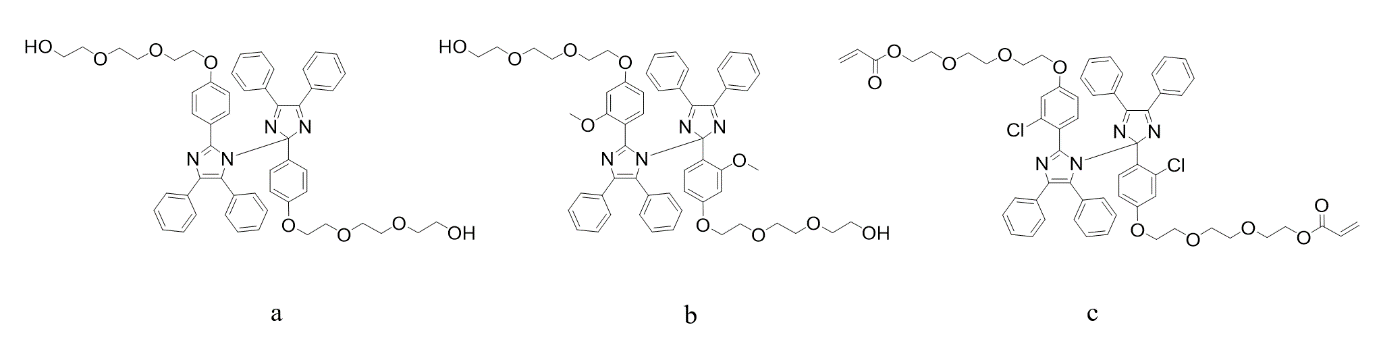 HO O O O
N N
N N
O O O OH
a
HO O O O
O N N
N N O
O O O OH
b
O O O O
O
Cl N N
N N Cl
O
O O O O
c